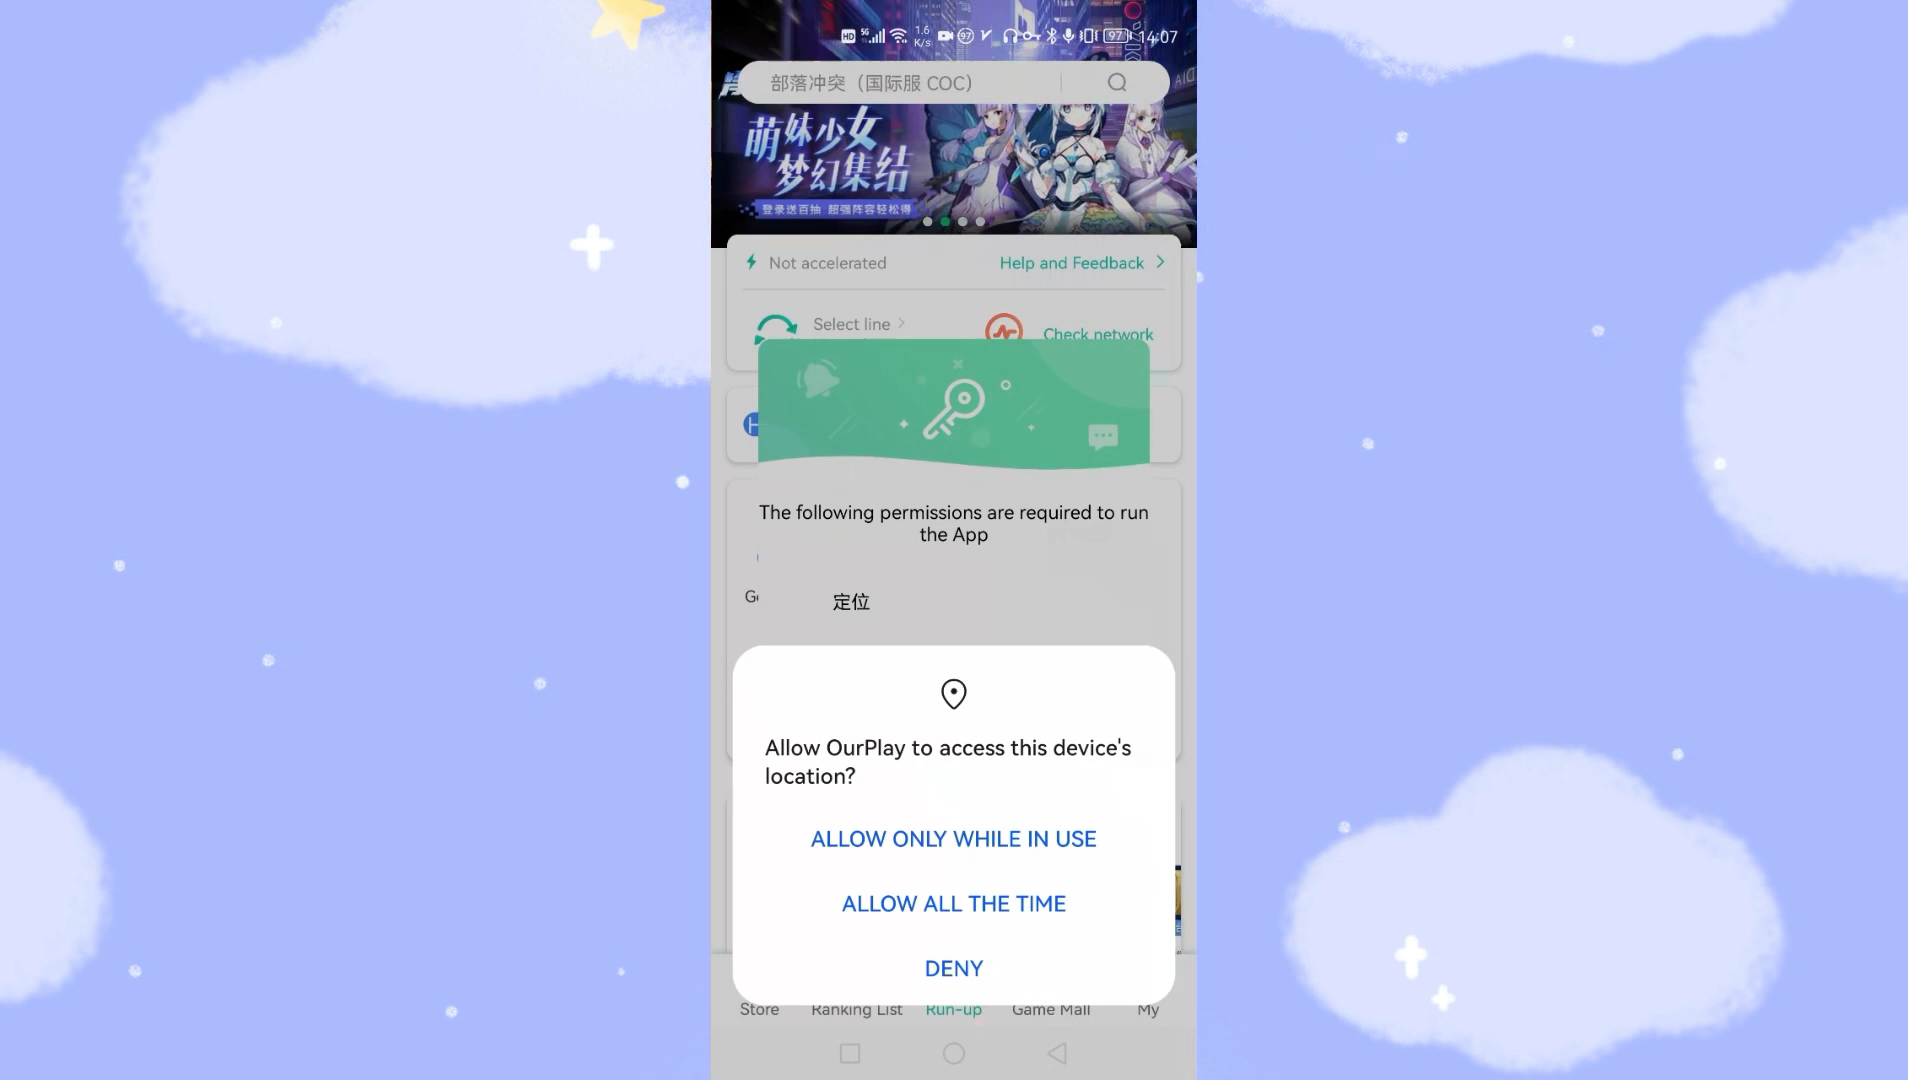 HD 5G 1.6 K/s 97 97 14:07
部落冲突（国际服 COC）
萌妹少女
梦幻集结
登录送百抽 超强阵容轻松得
Not accelerated
Help and Feedback
Select line
Check network
The following permissions are required to run
the App
定位
Allow OurPlay to access this device's
location?
ALLOW ONLY WHILE IN USE
ALLOW ALL THE TIME
DENY
Store Ranking List Run-up Game Mall My